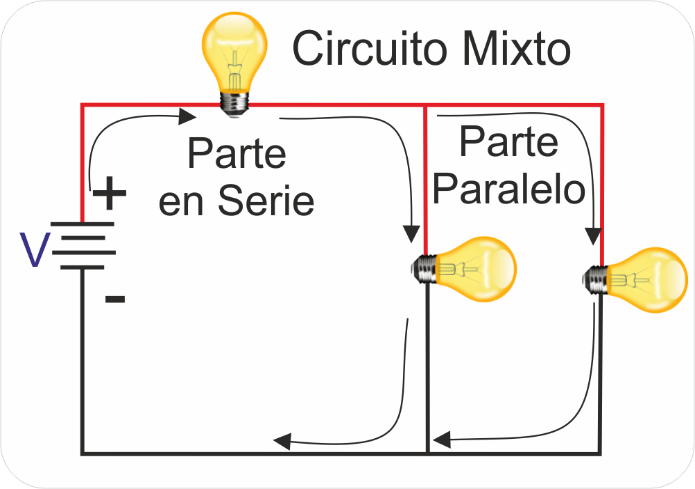 Circuito Mixto
Parte
en Serie
Parte
Paralelo
+
V
-